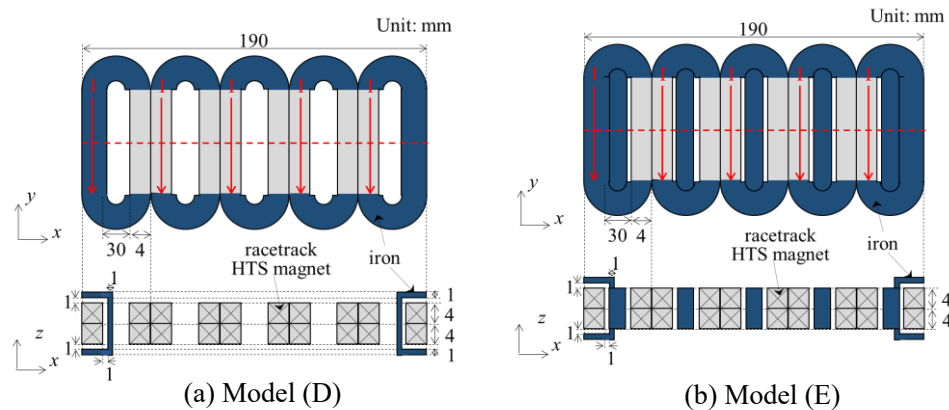 Unit: mm
190
I I I I I
y
x
30 4
racetrack
HTS magnet
iron
1
1 1
4
z 4
1 1
x
1
(a) Model (D)
Unit: mm
190
I I I I I
y
x
30 4
racetrack
HTS magnet
iron
1
1
4
z 4
1
x
1
(b) Model (E)